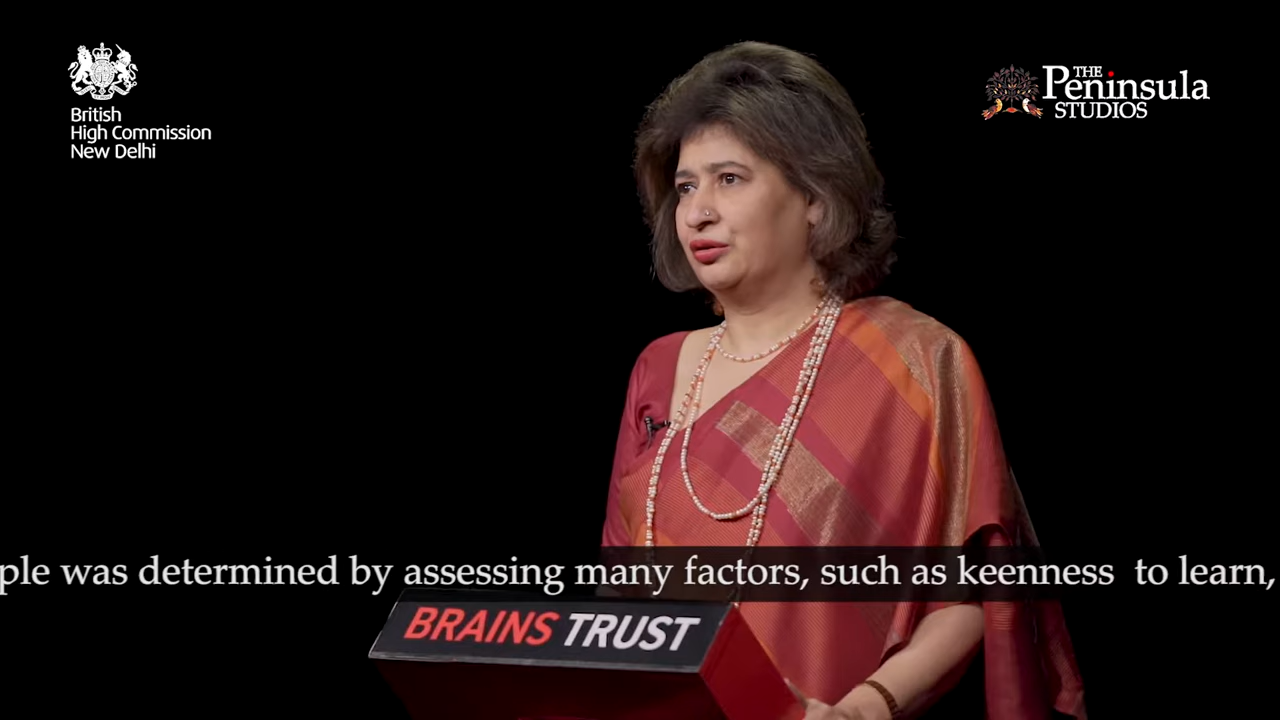 British
High Commission
New Delhi
THE
Peninsula
STUDIOS
ple was determined by assessing many factors, such as keenness to learn,
BRAINS TRUST